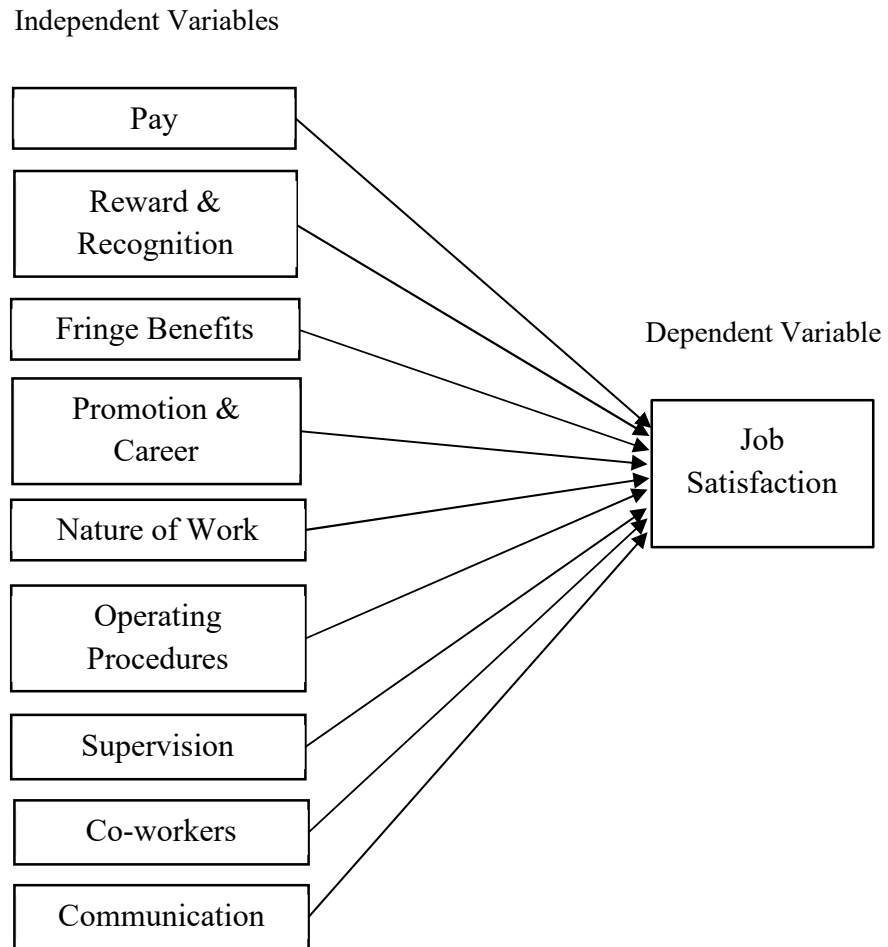 Independent Variables
Pay
Reward &
Recognition
Fringe Benefits
Promotion &
Career
Nature of Work
Operating
Procedures
Supervision
Co-workers
Communication
Dependent Variable
Job
Satisfaction